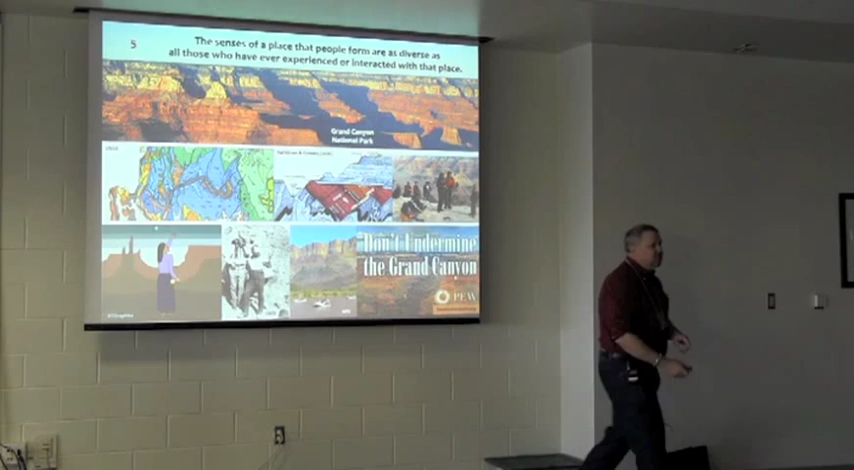 5
The senses of a place that people form are as diverse as
all those who have ever experienced or interacted with that place.
Grand Canyon
National Park
Don't Undermine
the Grand Canyon
PEW